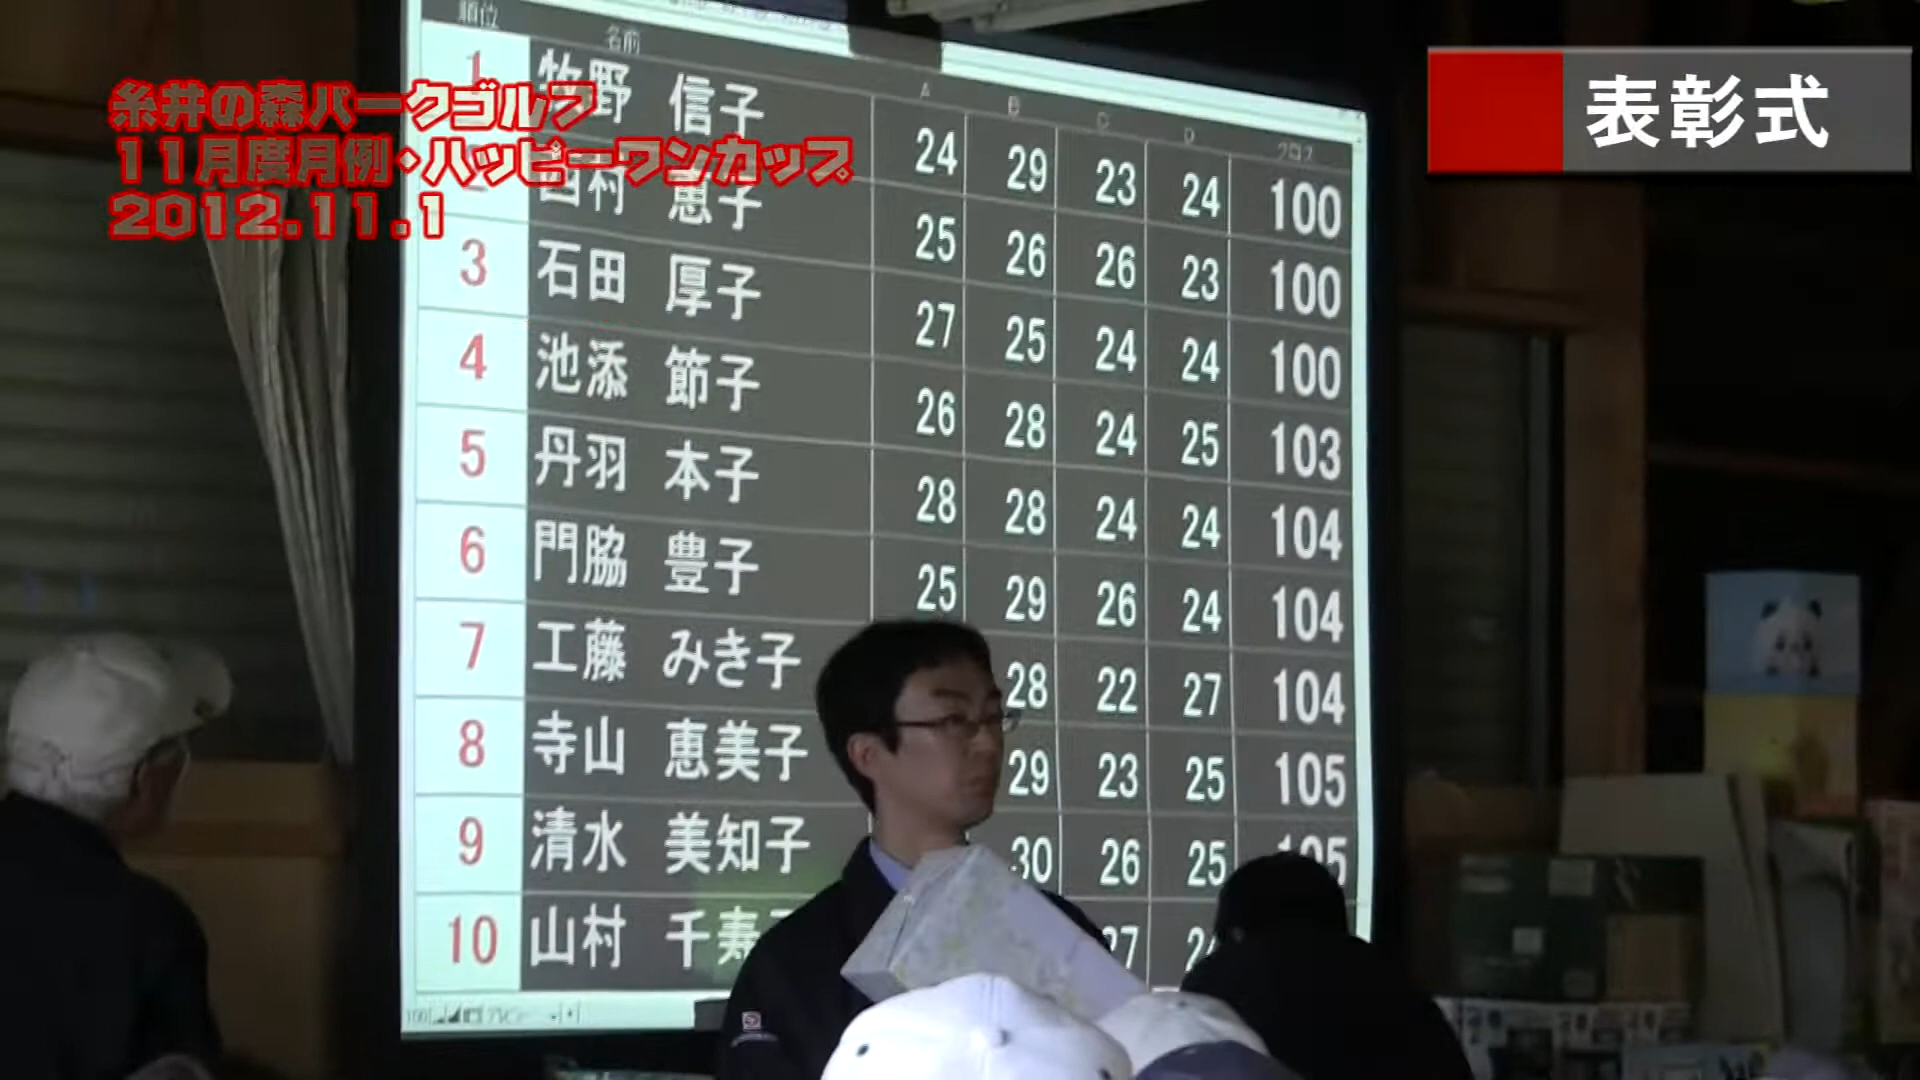 表彰式
糸井の森パークゴルフ
11月度月例・ハッピーワンカップ
2012.11.1
順位 名前 A B C D グロス
1 牧野 信子 24 29 23 24 100
2 西村 恵子 25 26 26 23 100
3 石田 厚子 27 25 24 24 100
4 池添 節子 26 28 24 25 103
5 丹羽 本子 28 28 24 24 104
6 門脇 豊子 25 29 26 24 104
7 工藤 みき子 28 22 27 104
8 寺山 恵美子 29 23 25 105
9 清水 美知子 30 26 25
10 山村 千寿